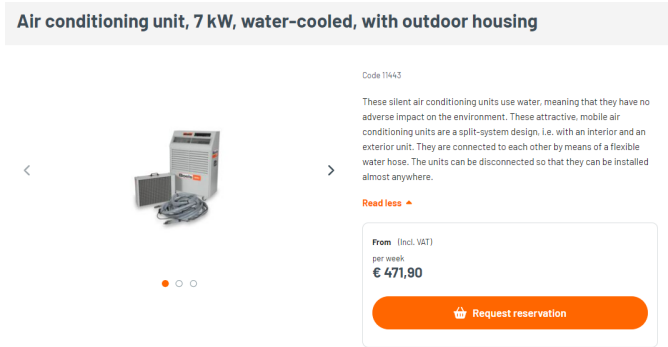 Air conditioning unit, 7 kW, water-cooled, with outdoor housing
Code 11443
These silent air conditioning units use water, meaning that they have no
adverse impact on the environment. These attractive, mobile air
conditioning units are a split-system design, i.e. with an interior and an
exterior unit. They are connected to each other by means of a flexible
water hose. The units can be disconnected so that they can be installed
almost anywhere.
Read less
From (Incl. VAT)
per week
€ 471,90
Request reservation